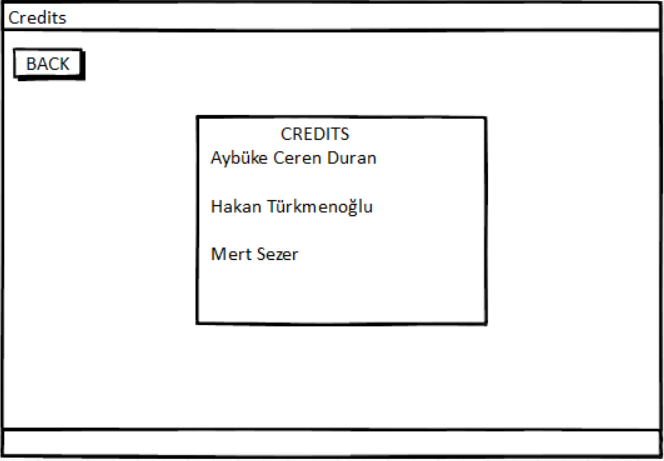 Credits
BACK
CREDITS
Aybüke Ceren Duran
Hakan Türkmenoğlu
Mert Sezer